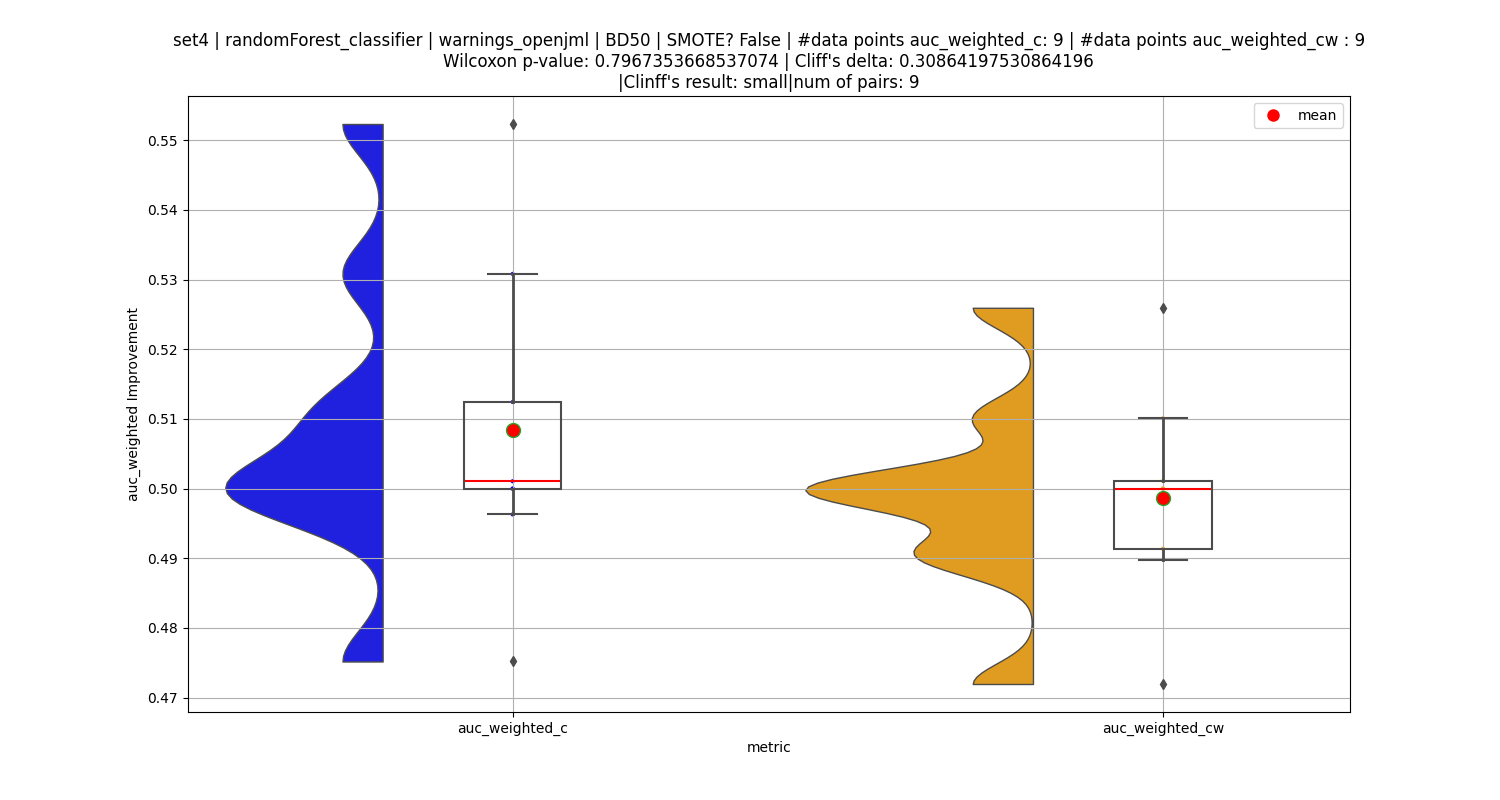 set4 | randomForest_classifier | warnings_openjml | BD50 | SMOTE? False | #data points auc_weighted_c: 9 | #data points auc_weighted_cw : 9
Wilcoxon p-value: 0.7967353668537074 | Cliff's delta: 0.30864197530864196
|Clinff's result: small|num of pairs: 9
mean
0.55
0.54
0.53
0.52
0.51
0.50
0.49
0.48
0.47
auc_weighted Improvement
auc_weighted_c
auc_weighted_cw
metric